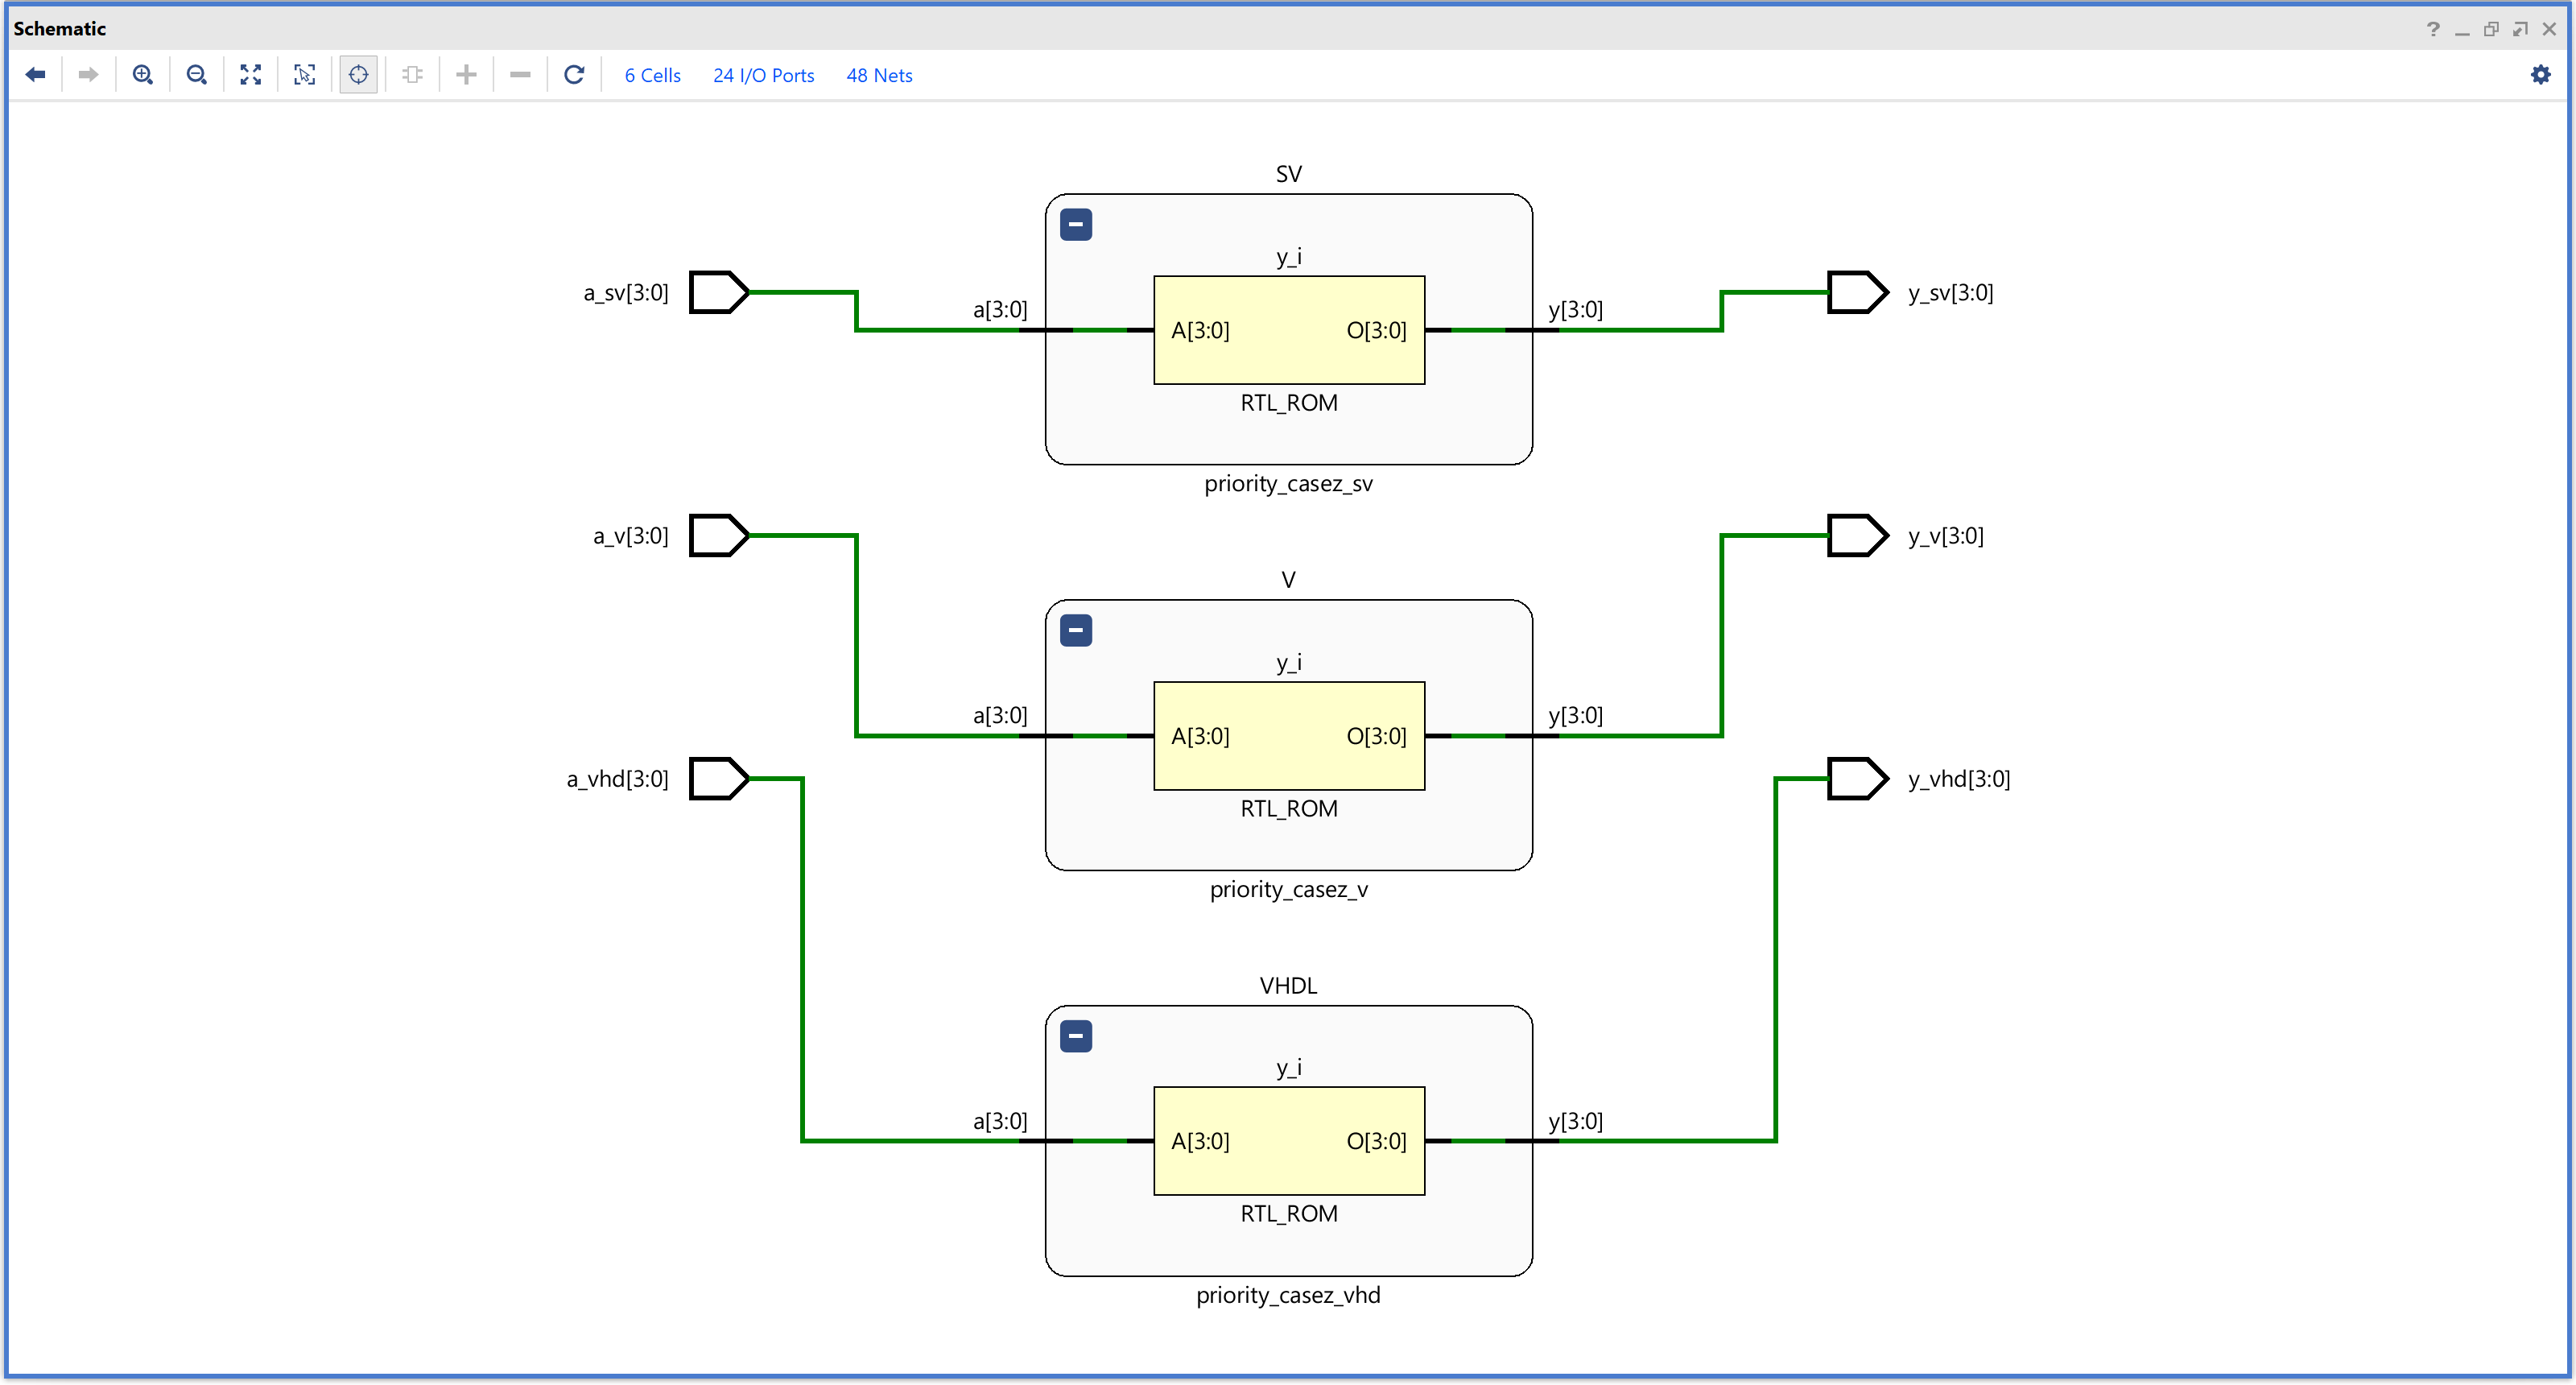 Schematic
6 Cells 24 I/O Ports 48 Nets
SV
y_i
a_sv[3:0]
a[3:0]
A[3:0]
O[3:0]
y[3:0]
y_sv[3:0]
RTL_ROM
priority_casez_sv
a_v[3:0]
y_v[3:0]
V
y_i
a[3:0]
A[3:0]
O[3:0]
y[3:0]
a_vhd[3:0]
y_vhd[3:0]
RTL_ROM
priority_casez_v
VHDL
y_i
a[3:0]
A[3:0]
O[3:0]
y[3:0]
RTL_ROM
priority_casez_vhd